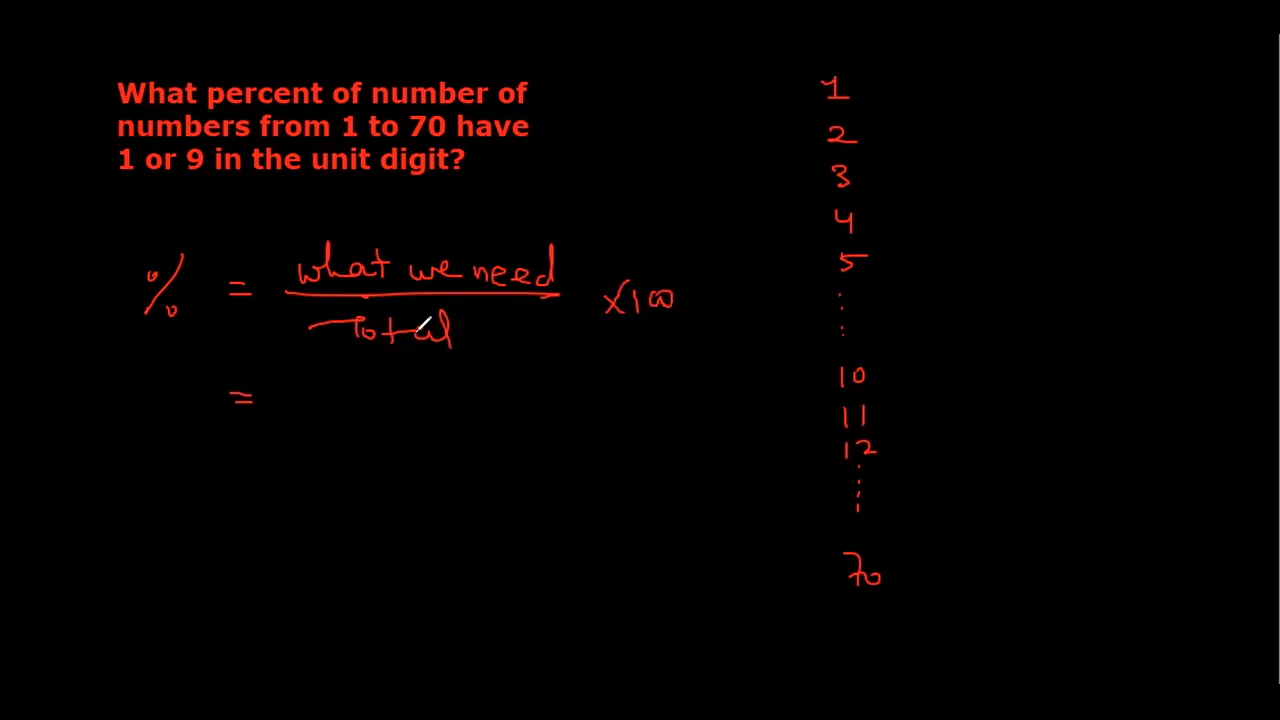 What percent of number of
numbers from 1 to 70 have
1 or 9 in the unit digit?
% = what we need
Total
×100
=
1
2
3
4
5
⋮
10
11
12
⋮
70